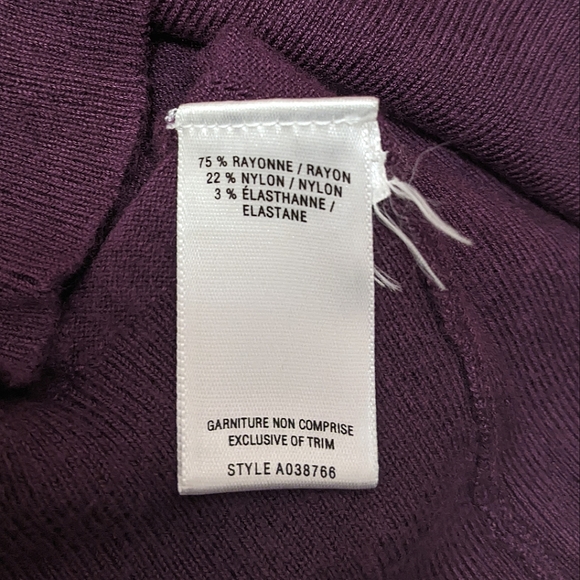 75 % RAYONNE / RAYON
22 % NYLON / NYLON
3 % ÉLASTHANNE /
ELASTANE
GARNITURE NON COMPRISE
EXCLUSIVE OF TRIM
STYLE A038766